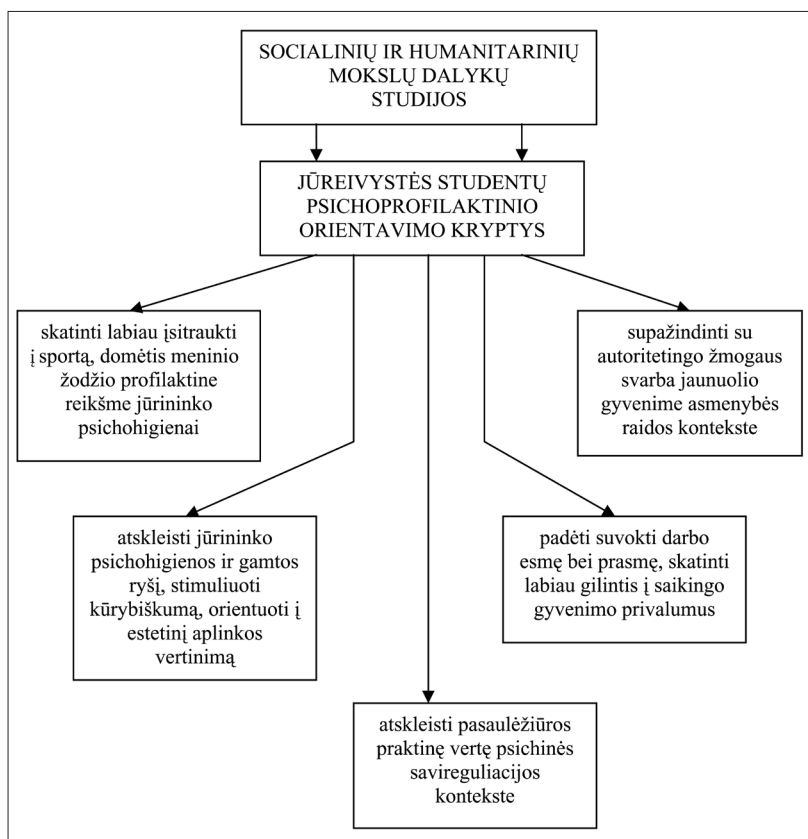 SOCIALINIŲ IR HUMANITARINIŲ
MOKSLŲ DALYKŲ
STUDIJOS
JŪREIVYSTĖS STUDENTŲ
PSICHOPROFILAKTINIO
ORIENTAVIMO KRYPTYS
skatinti labiau įsitraukti
į sportą, domėtis meninio
žodžio profilaktine
reikšme jūrininko
psichohigienai
supažindinti su
autoritetingo žmogaus
svarba jaunuolio
gyvenime asmenybės
raidos kontekste
atskleisti jūrininko
psichohigienos ir gamtos
ryšį, stimuliuoti
kūrybiškumą, orientuoti į
estetinį aplinkos
vertinimą
padėti suvokti darbo
esmę bei prasmę, skatinti
labiau gilintis į saikingo
gyvenimo privalumus
atskleisti pasaulėžiūros
praktinę vertę psichinės
savireguliacijos
kontekste